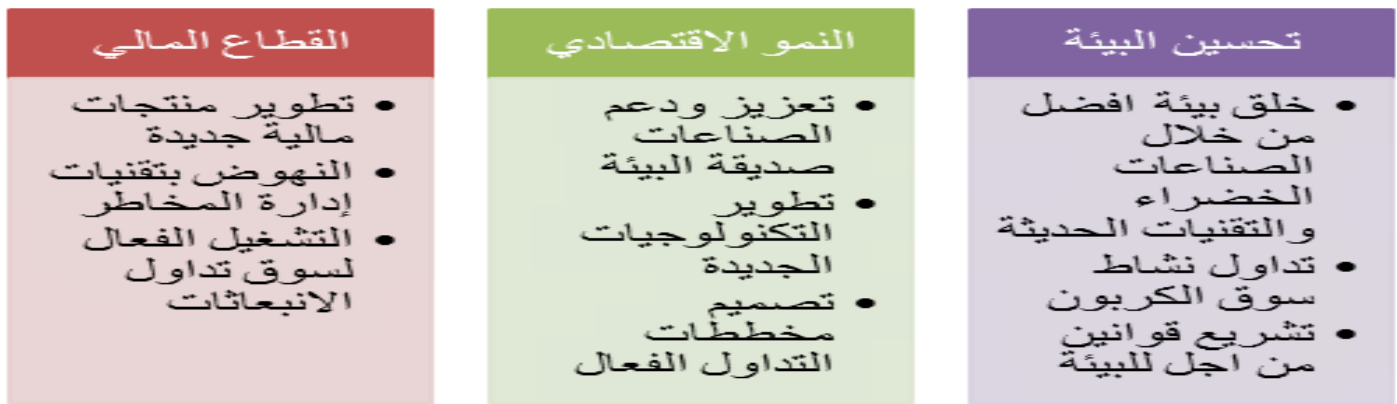 تحسين البيئة
• خلق بيئة افضل
من خلال
الصناعات
الخضراء
والتقنيات الحديثة
• تداول نشاط
سوق الكربون
• تشريع قوانين
من اجل للبيئة
النمو الاقتصادي
• تعزيز ودعم
الصناعات
صديقة البيئة
• تطوير
التكنولوجيات
الجديدة
• تصميم
مخططات
التداول الفعال
القطاع المالي
• تطوير منتجات
مالية جديدة
• النهوض بتقنيات
إدارة المخاطر
• التشغيل الفعال
لسوق تداول
الانبعاثات